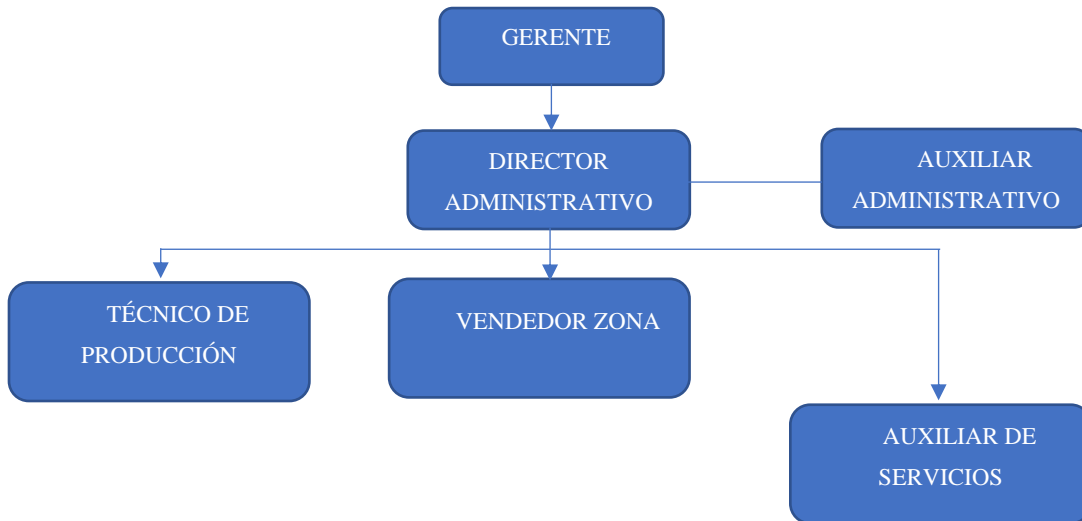 GERENTE
DIRECTOR
ADMINISTRATIVO
AUXILIAR
ADMINISTRATIVO
TÉCNICO DE
PRODUCCIÓN
VENDEDOR ZONA
AUXILIAR DE
SERVICIOS